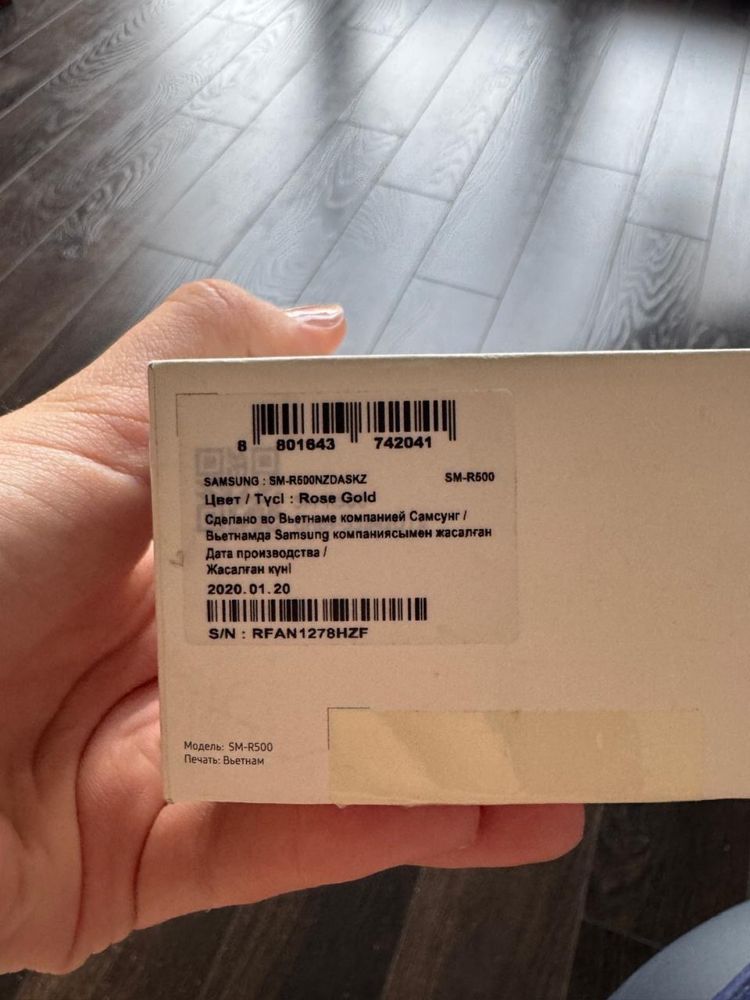 8 801643 742041
SAMSUNG : SM-R500NZDASKZ SM-R500
Цвет / Түсі : Rose Gold
Сделано во Вьетнаме компанией Самсунг /
Вьетнамда Samsung компаниясымен жасалған
Дата производства /
Жасалған күні
2020.01.20
S/N : RFAN1278HZF
Модель: SM-R500
Печать: Вьетнам